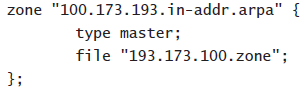 zone "100.173.193.in-addr.arpa" {
        type master;
        file "193.173.100.zone";
};